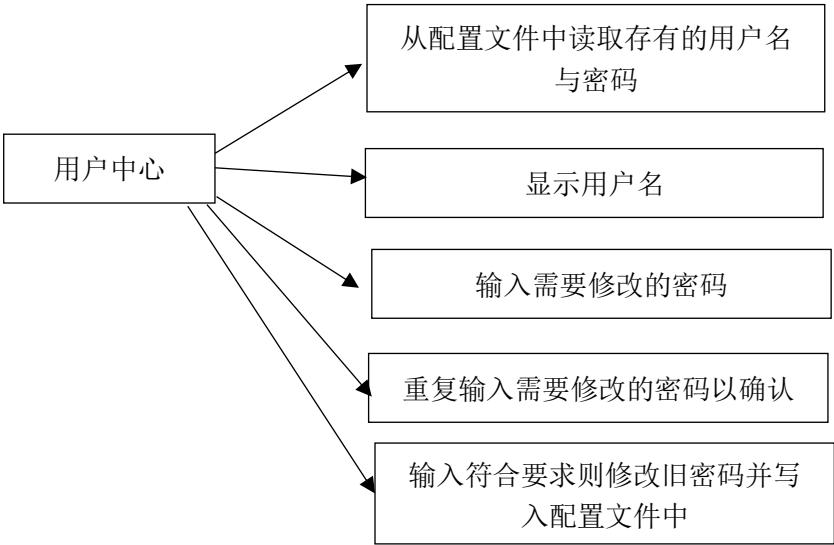 从配置文件中读取存有的用户名
与密码
用户中心
显示用户名
输入需要修改的密码
重复输入需要修改的密码以确认
输入符合要求则修改旧密码并写
入配置文件中